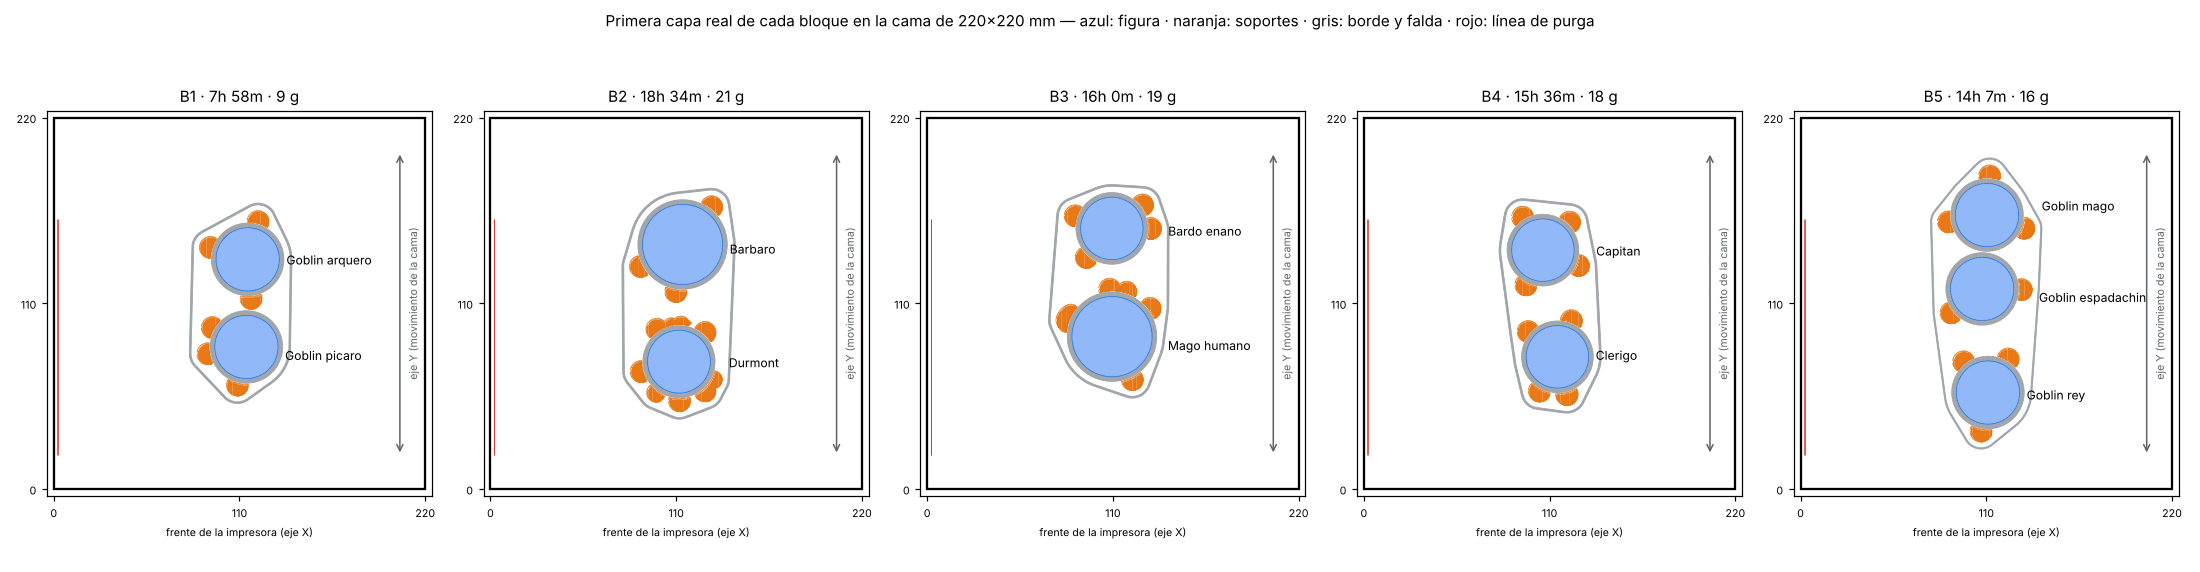 Primera capa real de cada bloque en la cama de 220×220 mm — azul: figura · naranja: soportes · gris: borde y falda · rojo: línea de purga
B1 · 7h 58m · 9 g
220
110
0
0
110
220
Goblin arquero
Goblin picaro
eje Y (movimiento de la cama)
frente de la impresora (eje X)
B2 · 18h 34m · 21 g
220
110
0
0
110
220
Barbaro
Durmont
eje Y (movimiento de la cama)
frente de la impresora (eje X)
B3 · 16h 0m · 19 g
220
110
0
0
110
220
Bardo enano
Mago humano
eje Y (movimiento de la cama)
frente de la impresora (eje X)
B4 · 15h 36m · 18 g
220
110
0
0
110
220
Capitan
Clerigo
eje Y (movimiento de la cama)
frente de la impresora (eje X)
B5 · 14h 7m · 16 g
220
110
0
0
110
220
Goblin mago
Goblin espadachin
Goblin rey
eje Y (movimiento de la cama)
frente de la impresora (eje X)